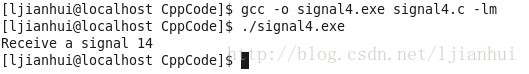 [ljianhui@localhost CppCode]$ gcc -o signal4.exe signal4.c -lm
[ljianhui@localhost CppCode]$ ./signal4.exe
Receive a signal 14
[ljianhui@localhost CppCode]$
http://blog.csdn.net/ljianhui